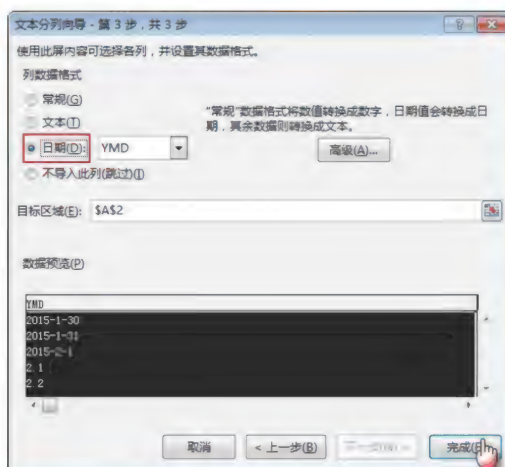 文本分列向导 - 第 3 步，共 3 步
使用此屏内容可选择各列，并设置其数据格式。
列数据格式
常规(G)
文本(T)
日期(D): YMD
不导入此列(跳过)(I)
“常规”数据格式将数值转换成数字，日期值会转换成日
期，其余数据则转换成文本。
高级(A)...
目标区域(E): $A$2
数据预览(P)
YMD
2015-1-30
2015-1-31
2015-2-1
2.1
2.2
取消
< 上一步(B)
完成(F)